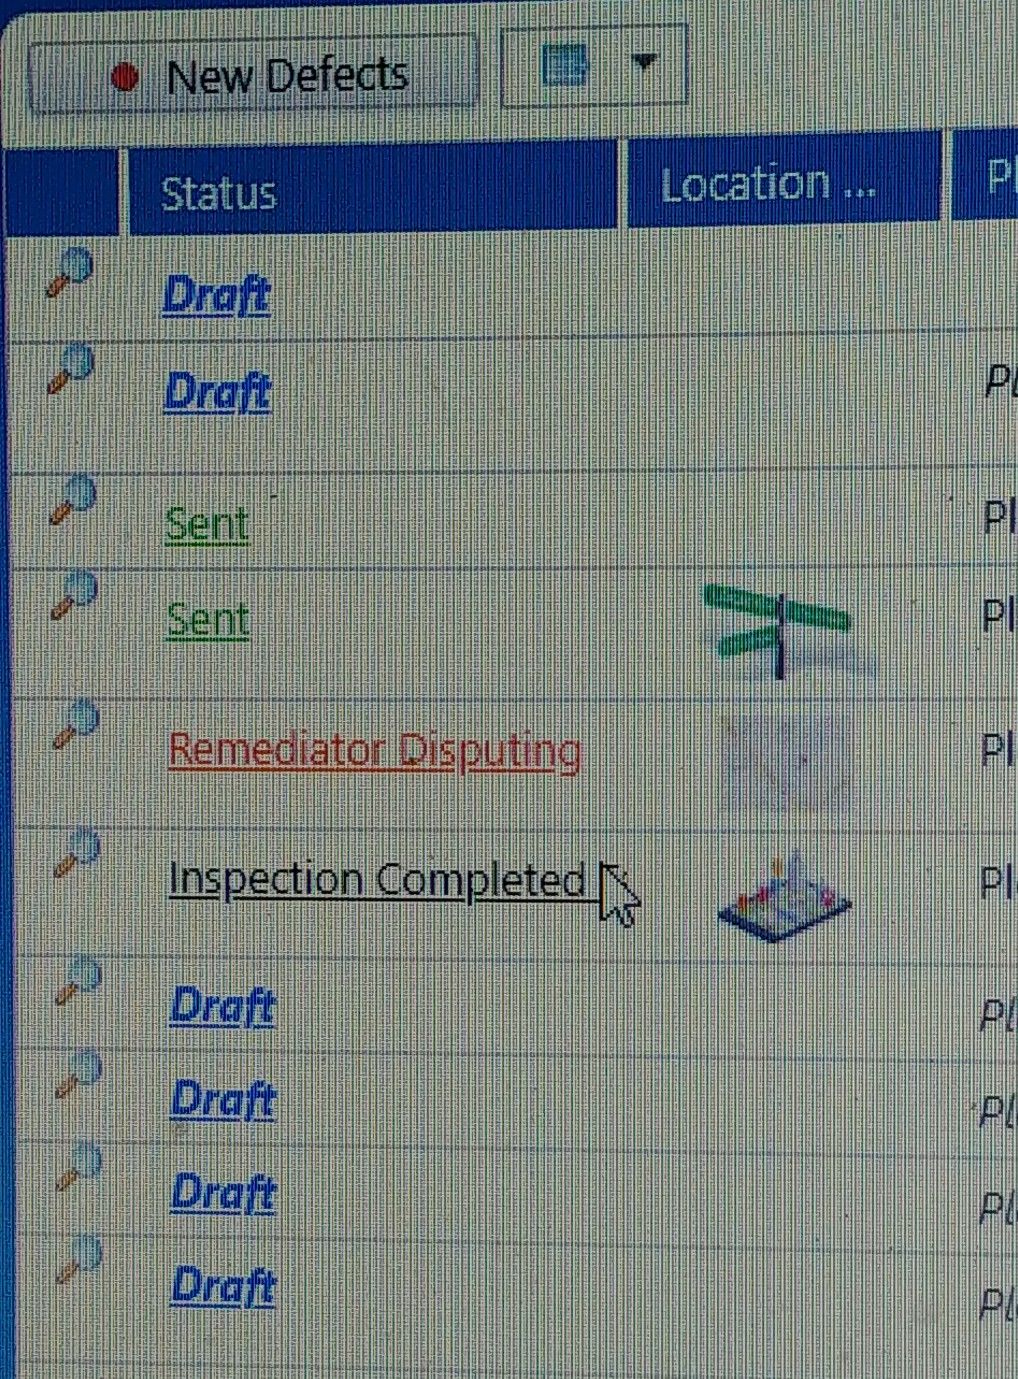 New Defects
Status Location ... Pl
Draft
Draft Pl
Sent Pl
Sent Pl
Remediator Disputing Pl
Inspection Completed Pl
Draft Pl
Draft Pl
Draft Pl
Draft Pl